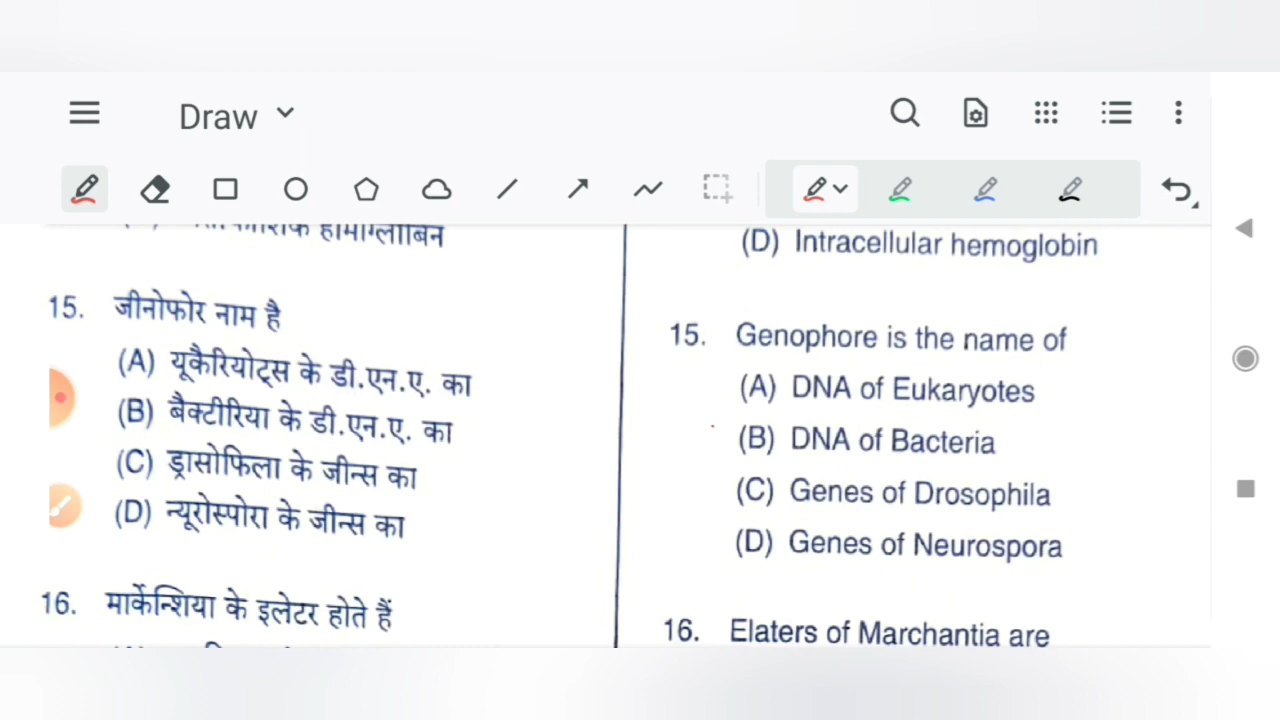 Draw
होमोग्लोबिन
15. जीनोफोर नाम है
(A) यूकैरियोट्स के डी.एन.ए. का
(B) बैक्टीरिया के डी.एन.ए. का
(C) ड्रासोफिला के जीन्स का
(D) न्यूरोस्पोरा के जीन्स का
16. मार्केन्शिया के इलेटर होते हैं
(D) Intracellular hemoglobin
15. Genophore is the name of
(A) DNA of Eukaryotes
(B) DNA of Bacteria
(C) Genes of Drosophila
(D) Genes of Neurospora
16. Elaters of Marchantia are